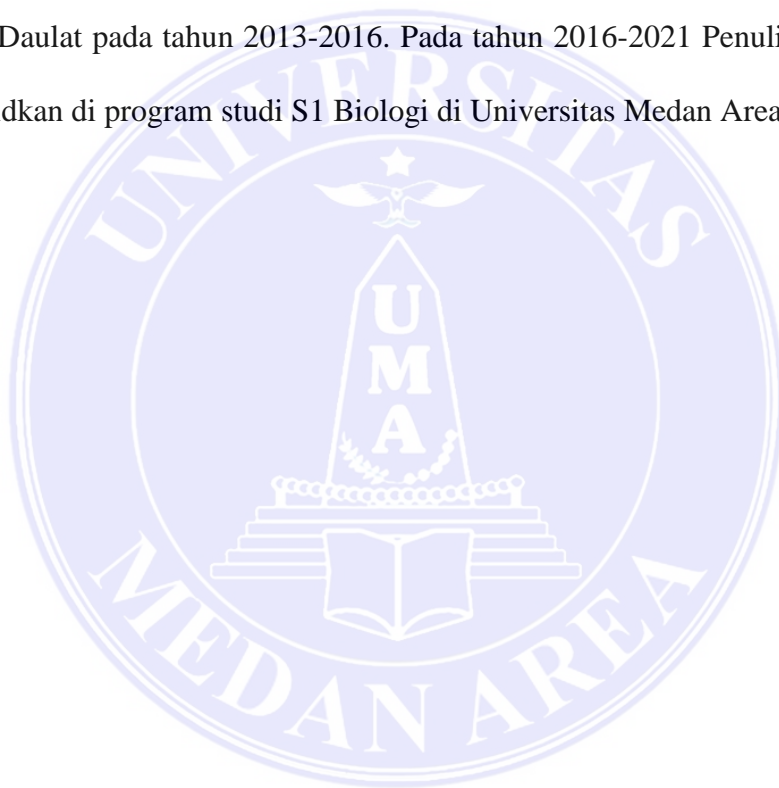 Daulat pada tahun 2013-2016. Pada tahun 2016-2021 Penuli
dkan di program studi S1 Biologi di Universitas Medan Area
UNIVERSITAS
UMA
MEDAN AREA